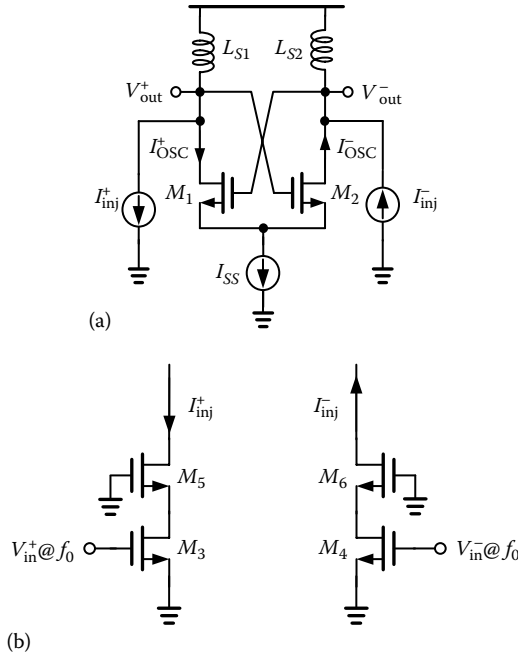 L_S1 L_S2
V_out^+ V_out^-
I_OSC^+ I_OSC^-
I_inj^+ M_1 M_2 I_inj^-
I_SS
(a)
I_inj^+ I_inj^-
M_5 M_6
V_in^+@f_0 M_3 M_4 V_in^-@f_0
(b)